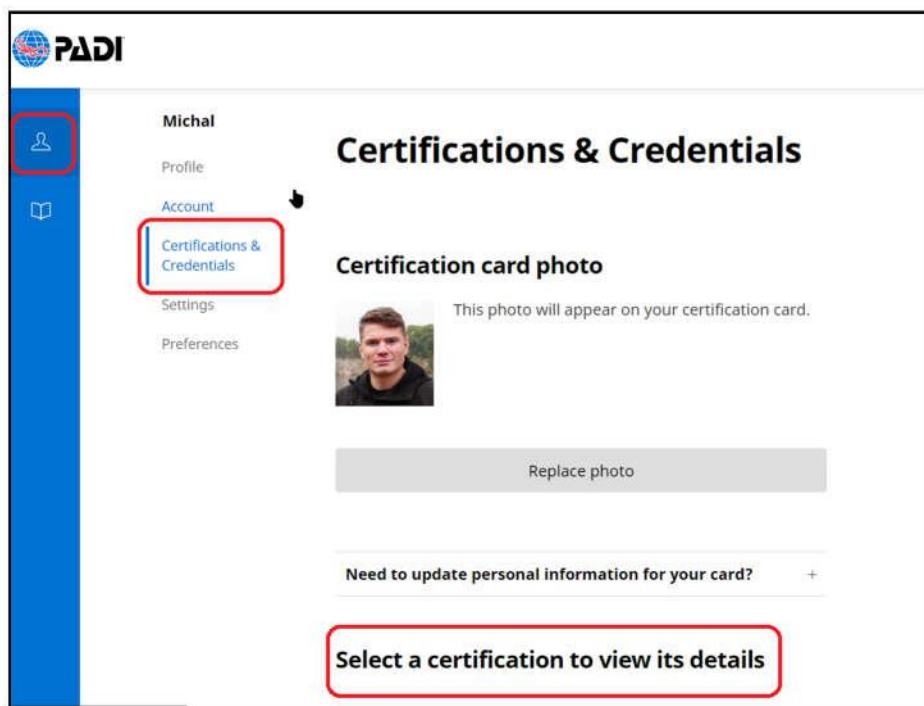 PADI
Michal
Profile
Account
Certifications &
Credentials
Settings
Preferences
Certifications & Credentials
Certification card photo
This photo will appear on your certification card.
Replace photo
Need to update personal information for your card? +
Select a certification to view its details